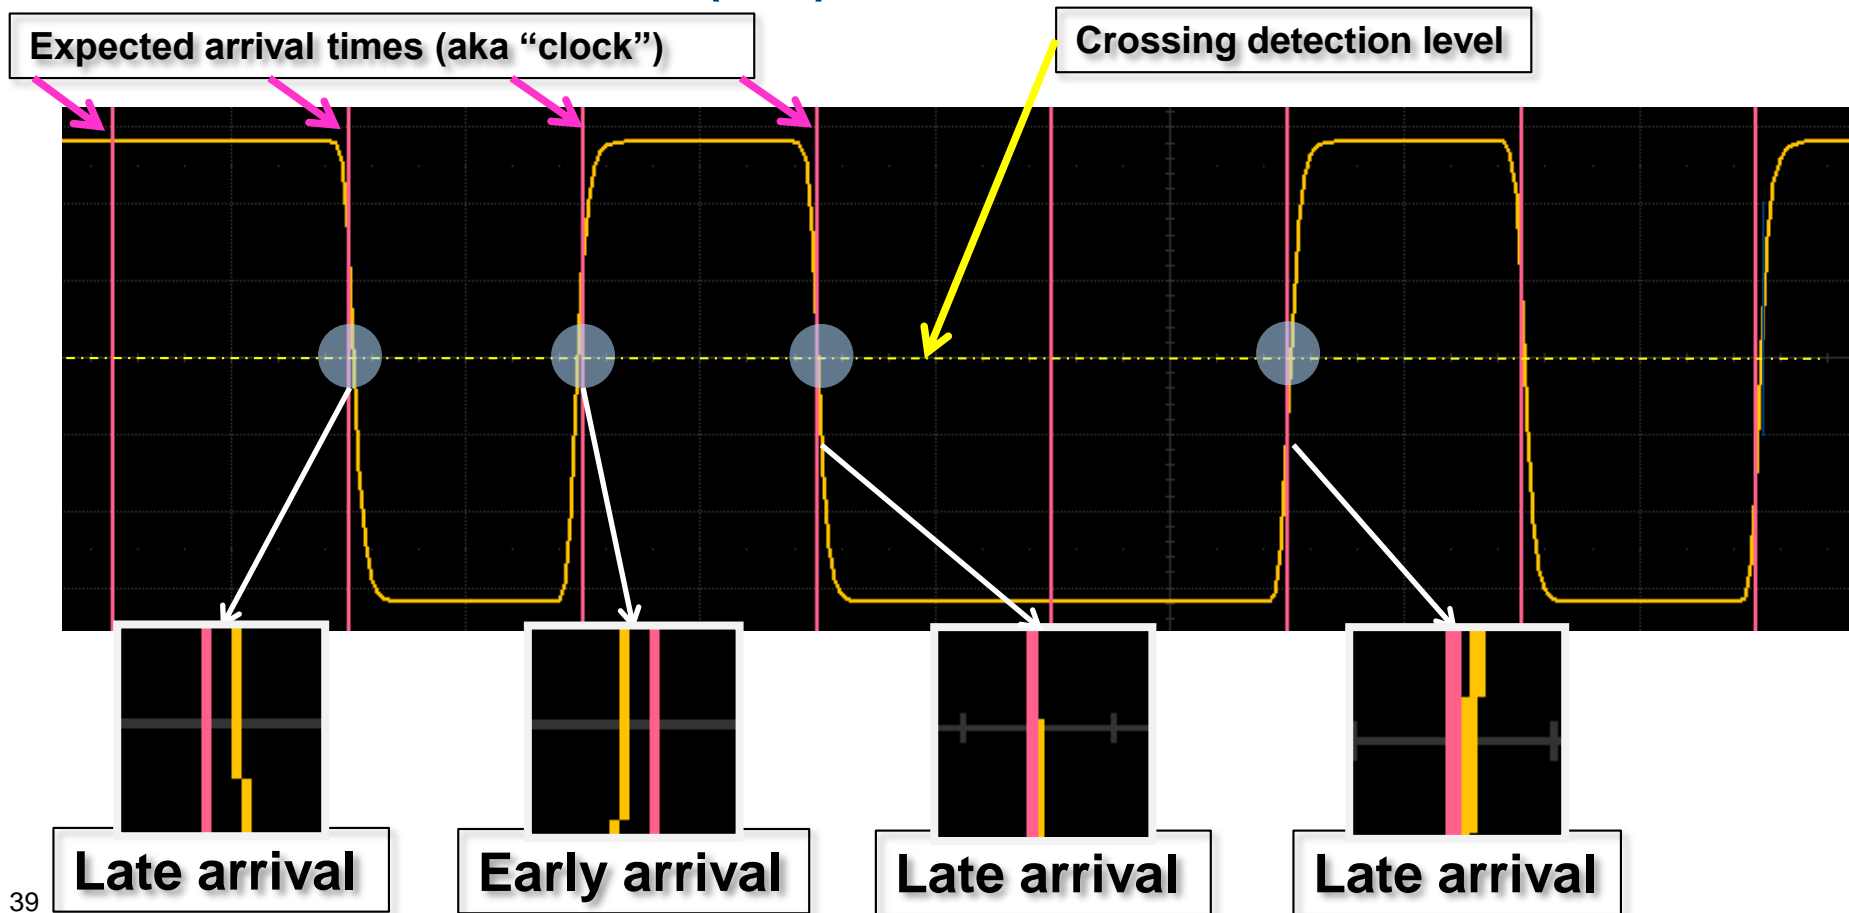 Expected arrival times (aka “clock”)
Crossing detection level
Late arrival
Early arrival
Late arrival
Late arrival
39